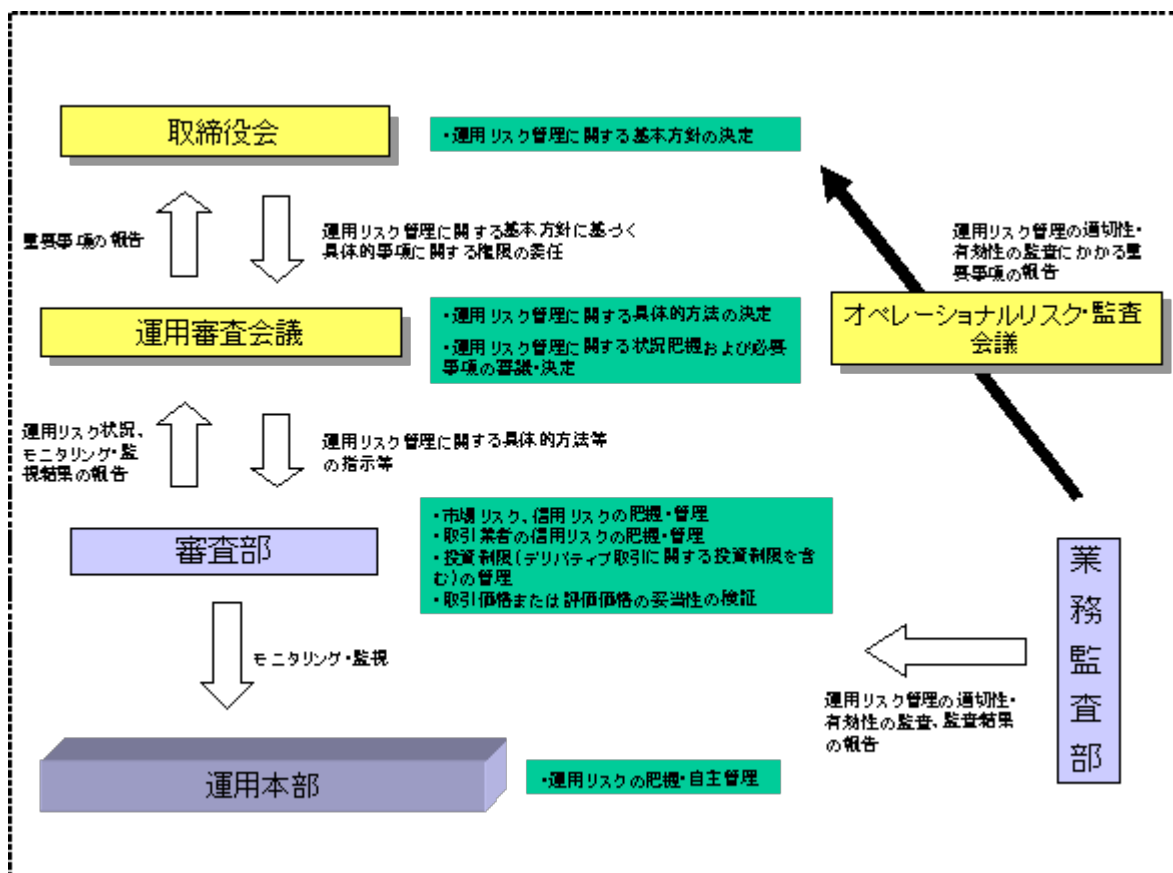 取締役会
・運用リスク管理に関する基本方針の決定
重要事項の報告
運用リスク管理に関する基本方針に基づく
具体的事項に関する権限の委任
運用リスク管理の適切性・
有効性の監査にかかる重
要事項の報告
運用審査会議
・運用リスク管理に関する具体的方法の決定
・運用リスク管理に関する状況把握および必要
事項の審議・決定
オペレーショナルリスク・監査
会議
運用リスク状況、
モニタリング・監
視結果の報告
運用リスク管理に関する具体的方法等
の指示等
審査部
・市場リスク、信用リスクの把握・管理
・取引業者の信用リスクの把握・管理
・投資制限(デリバティブ取引に関する投資制限を含
む)の管理
・取引価格または評価価格の妥当性の検証
業務監査部
モニタリング・監視
運用リスク管理の適切性・
有効性の監査、監査結果
の報告
運用本部
・運用リスクの把握・自主管理